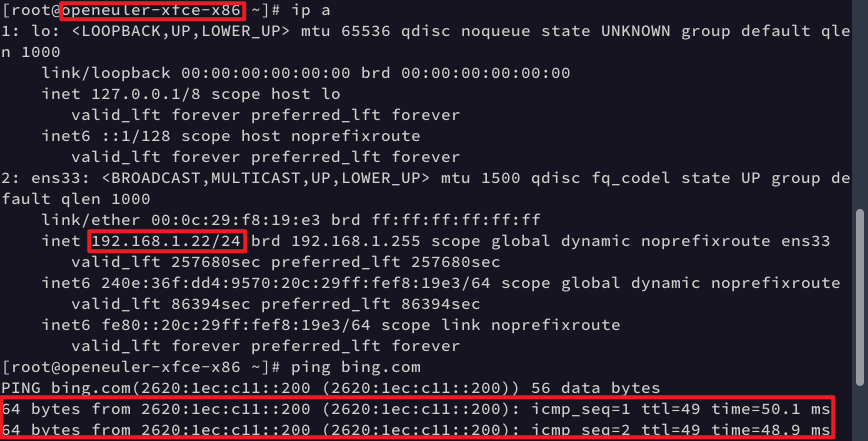 [root@openeuler-xfce-x86 ~]# ip a
1: lo: <LOOPBACK,UP,LOWER_UP> mtu 65536 qdisc noqueue state UNKNOWN group default qle
n 1000
    link/loopback 00:00:00:00:00:00 brd 00:00:00:00:00:00
    inet 127.0.0.1/8 scope host lo
       valid_lft forever preferred_lft forever
    inet6 ::1/128 scope host noprefixroute
       valid_lft forever preferred_lft forever
2: ens33: <BROADCAST,MULTICAST,UP,LOWER_UP> mtu 1500 qdisc fq_codel state UP group de
fault qlen 1000
    link/ether 00:0c:29:f8:19:e3 brd ff:ff:ff:ff:ff:ff
    inet 192.168.1.22/24 brd 192.168.1.255 scope global dynamic noprefixroute ens33
       valid_lft 257680sec preferred_lft 257680sec
    inet6 240e:36f:dd4:9570:20c:29ff:fef8:19e3/64 scope global dynamic noprefixroute
       valid_lft 86394sec preferred_lft 86394sec
    inet6 fe80::20c:29ff:fef8:19e3/64 scope link noprefixroute
       valid_lft forever preferred_lft forever
[root@openeuler-xfce-x86 ~]# ping bing.com
PING bing.com(2620:1ec:c11::200 (2620:1ec:c11::200)) 56 data bytes
64 bytes from 2620:1ec:c11::200 (2620:1ec:c11::200): icmp_seq=1 ttl=49 time=50.1 ms
64 bytes from 2620:1ec:c11::200 (2620:1ec:c11::200): icmp_seq=2 ttl=49 time=48.9 ms